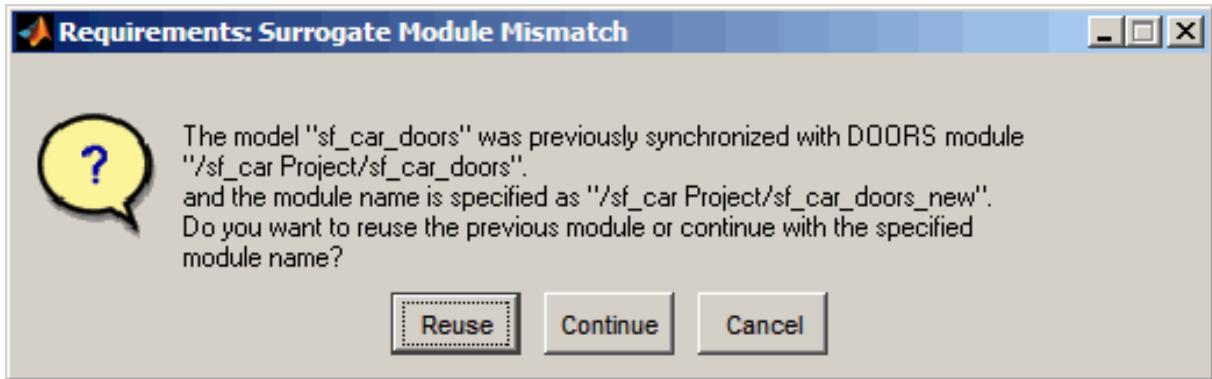 Requirements: Surrogate Module Mismatch
?
The model "sf_car_doors" was previously synchronized with DOORS module
"/sf_car Project/sf_car_doors".
and the module name is specified as "/sf_car Project/sf_car_doors_new".
Do you want to reuse the previous module or continue with the specified
module name?
Reuse Continue Cancel